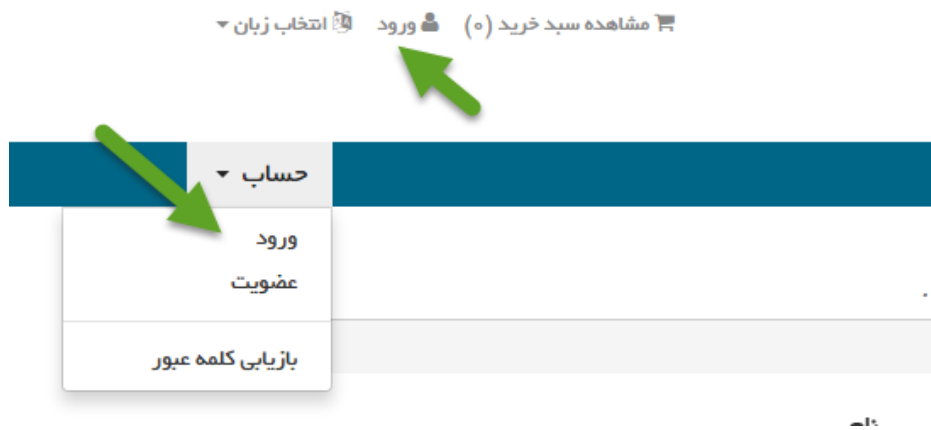 مشاهده سبد خرید (۰) ورود انتخاب زبان
حساب
ورود
عضویت
بازیابی کلمه عبور